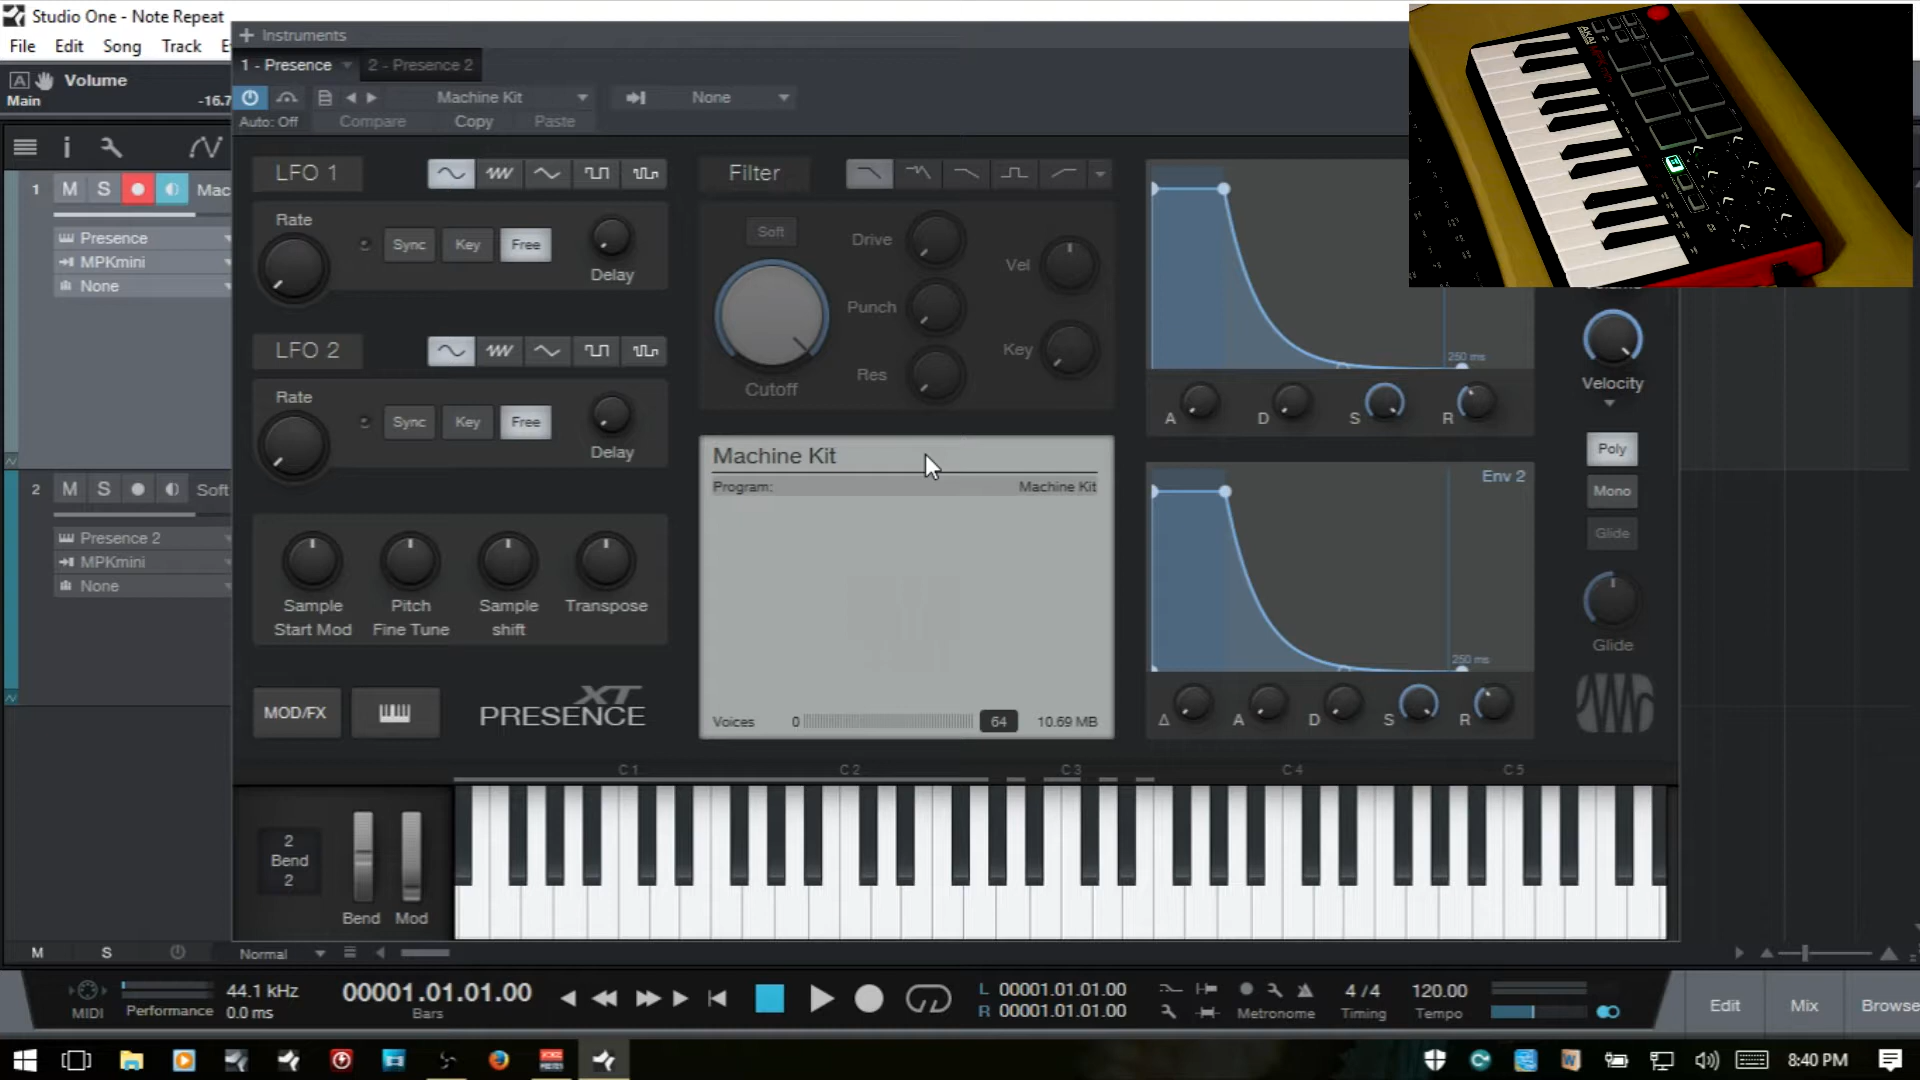 Studio One - Note Repeat
File Edit Song Track E
Instruments
1 - Presence
2 - Presence 2
A Volume
Main -16.7
Machine Kit
None
Auto: Off
Compare
Copy
Paste
1 M S Mac
Presence
MPKmini
None
2 M S Soft
Presence 2
MPKmini
None
LFO 1
Rate
Sync
Key
Free
Delay
LFO 2
Rate
Sync
Key
Free
Delay
Sample
Start Mod
Pitch
Fine Tune
Sample
shift
Transpose
MOD/FX
XT
PRESENCE
Filter
Soft
Cutoff
Drive
Punch
Res
Vel
Key
Machine Kit
Program: Machine Kit
Voices 0 64 10.69 MB
250 ms
A D S R
Env 2
250 ms
Δ A D S R
Velocity
Poly
Mono
Glide
Glide
AKAI
C 1 C 2 C 3 C 4 C 5
2
Bend
2
Bend
Mod
M S
Normal
MIDI
Performance
44.1 kHz
0.0 ms
00001.01.01.00
Bars
L 00001.01.01.00
R 00001.01.01.00
Metronome
4 / 4
Timing
120.00
Tempo
Edit
Mix
Browse
8:40 PM